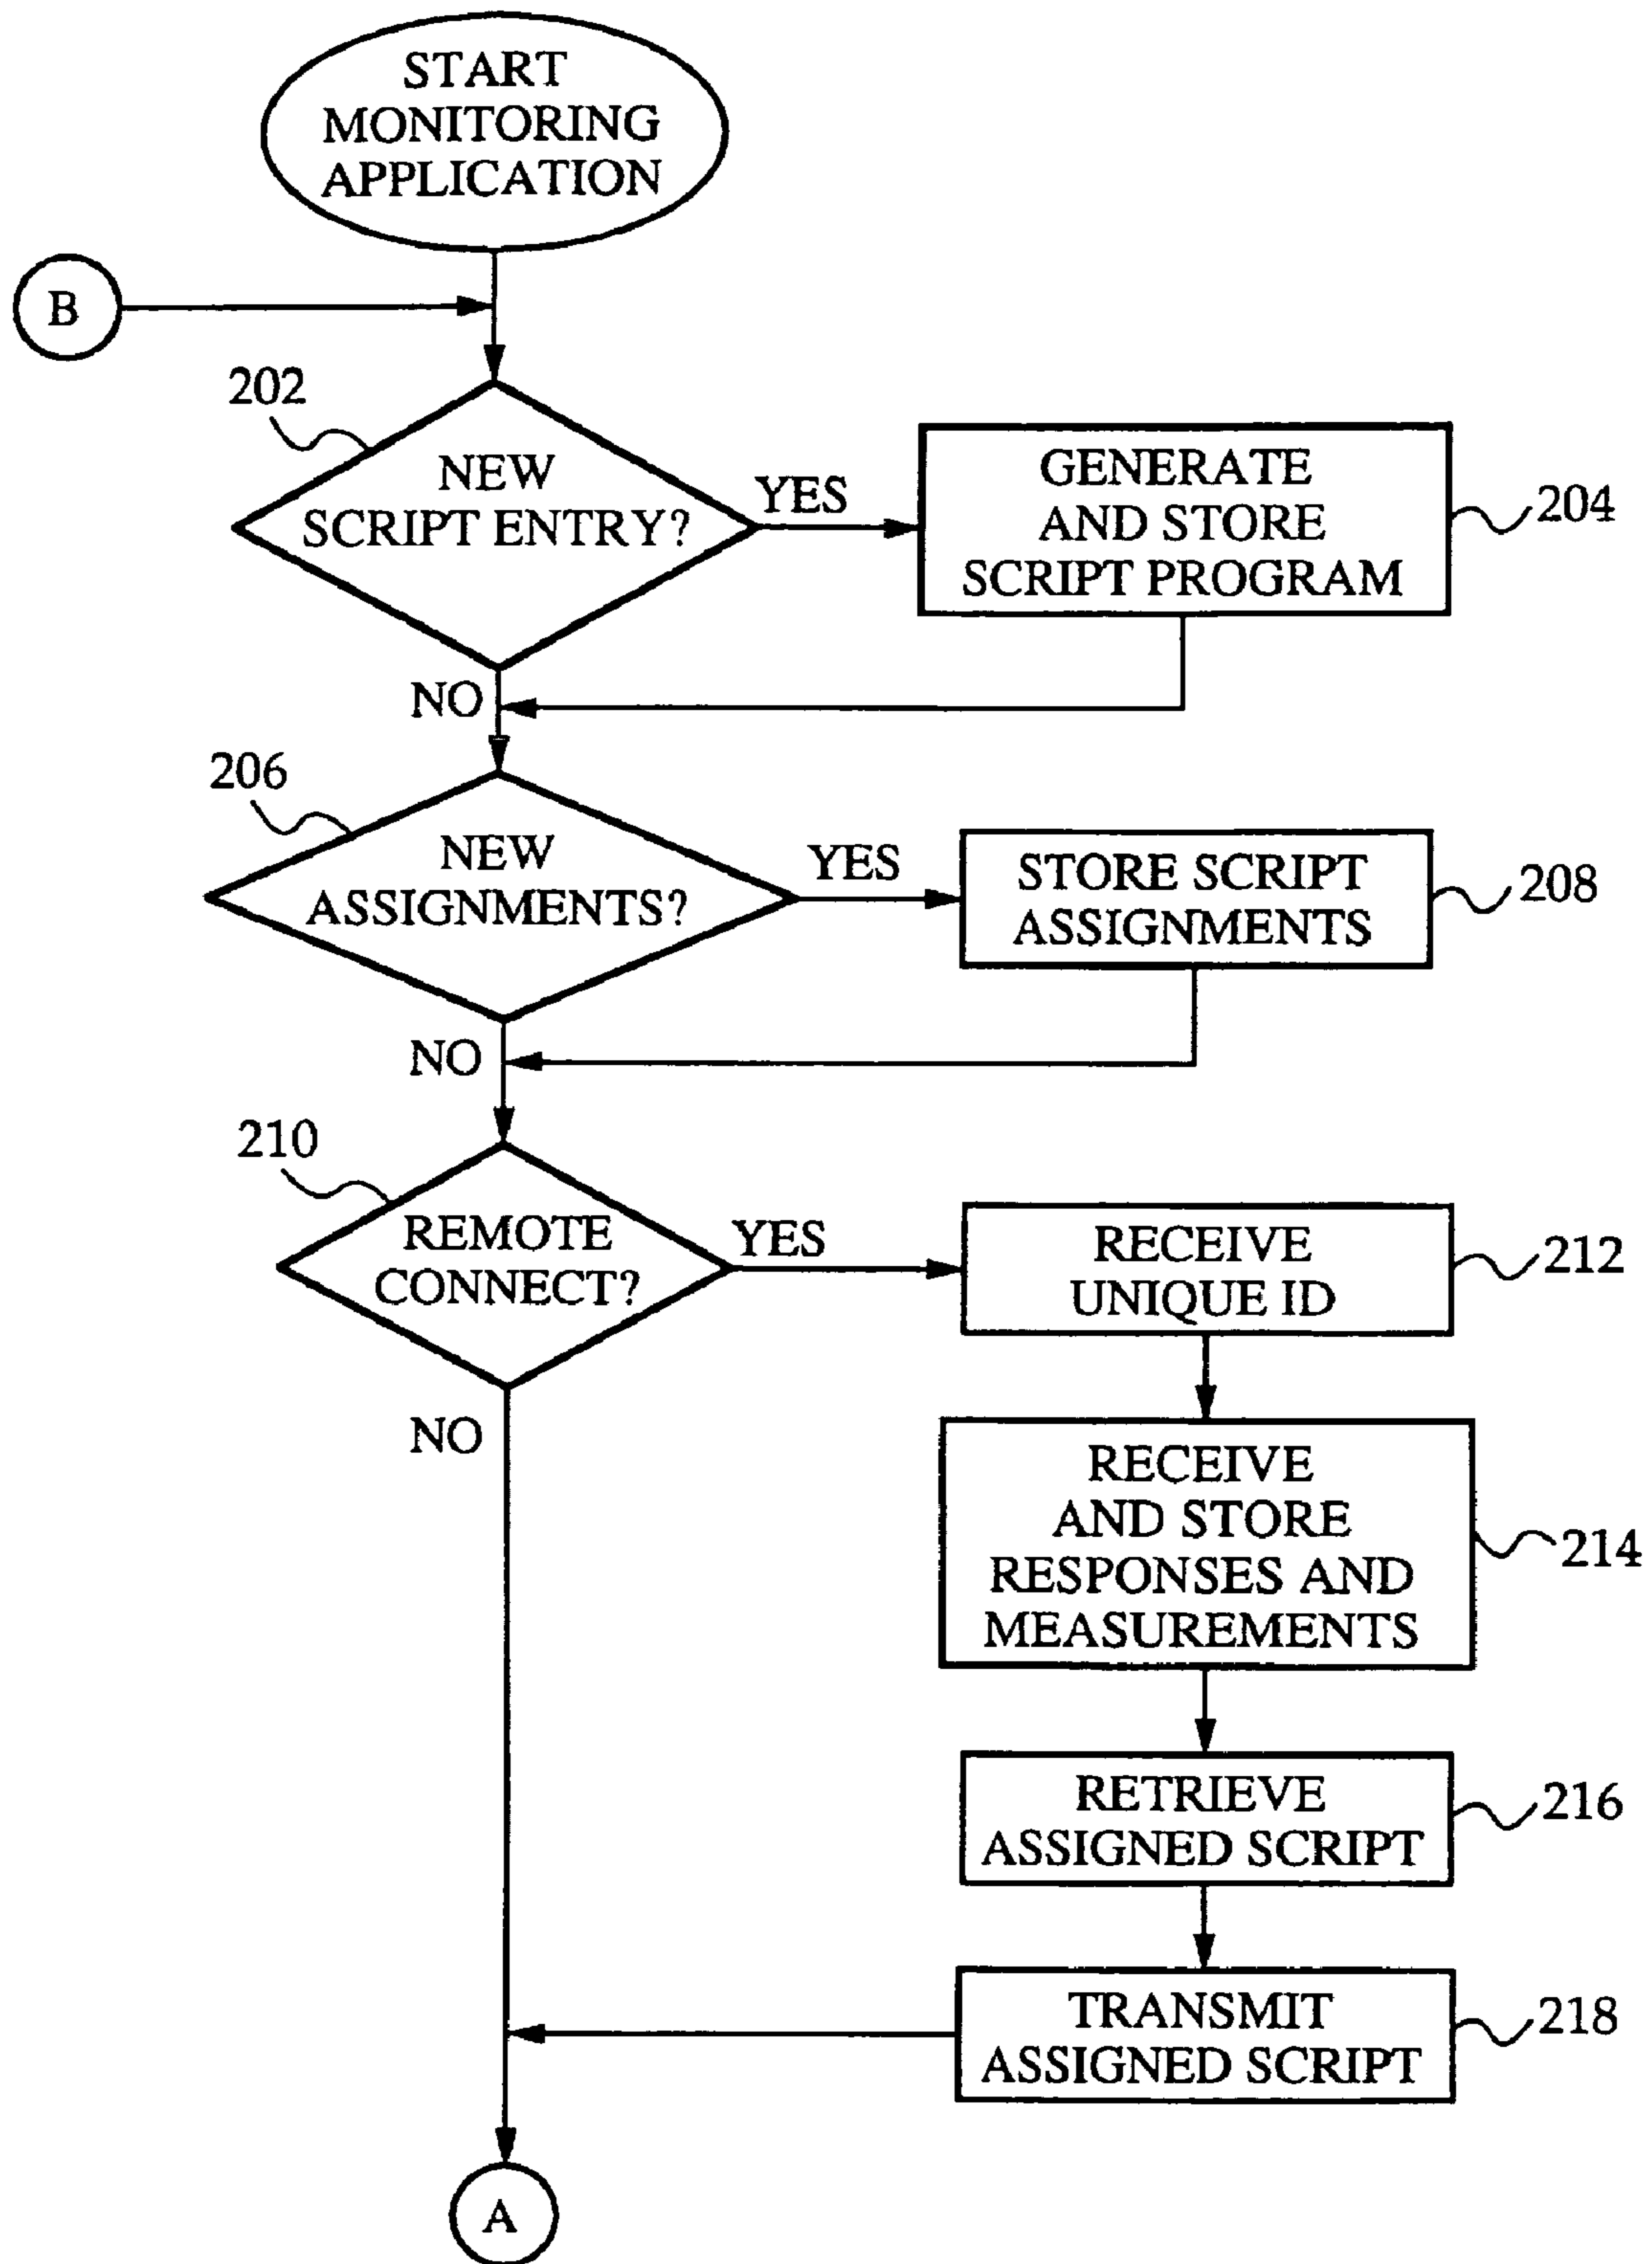 START
MONITORING
APPLICATION
B
202
NEW
SCRIPT ENTRY?
YES
GENERATE
AND STORE
SCRIPT PROGRAM
204
NO
206
NEW
ASSIGNMENTS?
YES
STORE SCRIPT
ASSIGNMENTS
208
NO
210
REMOTE
CONNECT?
YES
RECEIVE
UNIQUE ID
212
NO
RECEIVE
AND STORE
RESPONSES AND
MEASUREMENTS
214
RETRIEVE
ASSIGNED SCRIPT
216
TRANSMIT
ASSIGNED SCRIPT
218
A